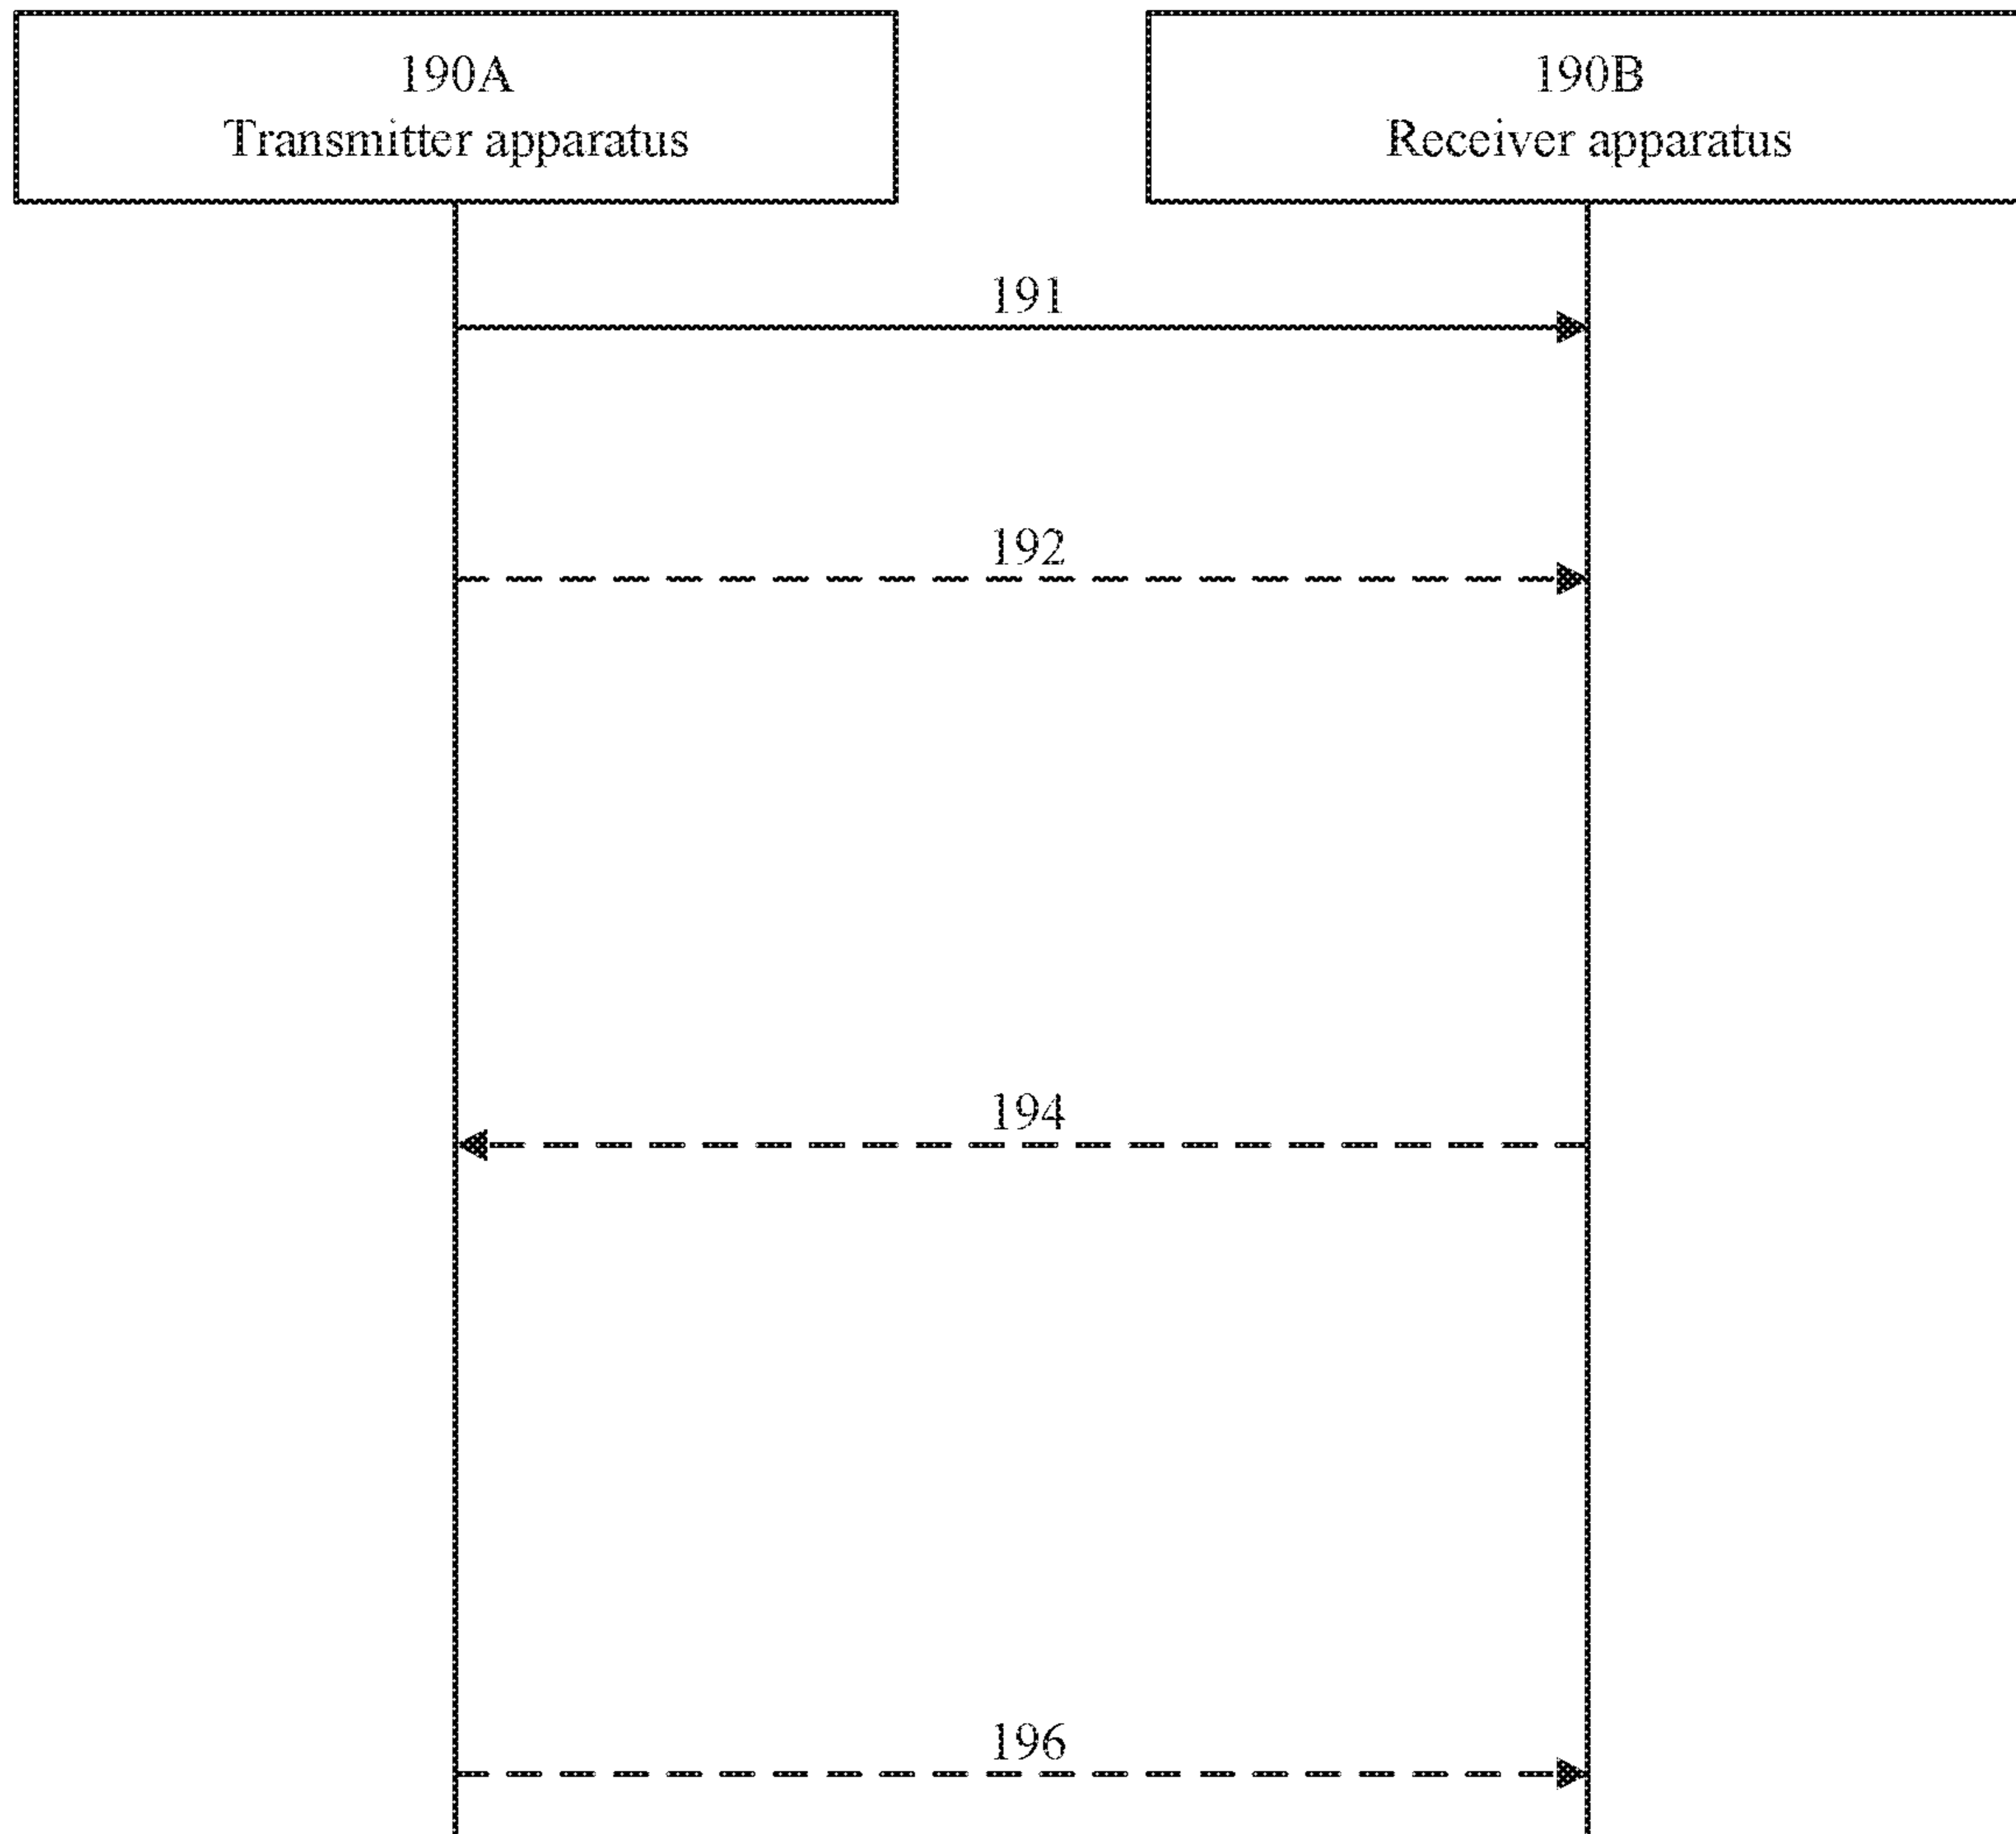 190A
Transmitter apparatus
190B
Receiver apparatus
191
192
194
196